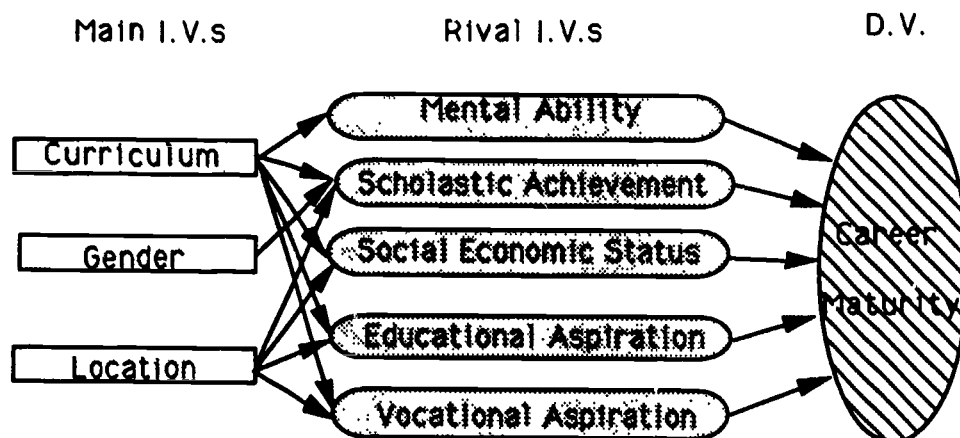 Main I.V.s
Rival I.V.s
D.V.
Mental Ability
Curriculum
Scholastic Achievement
Gender
Social Economic Status
Career
Maturity
Educational Aspiration
Location
Vocational Aspiration